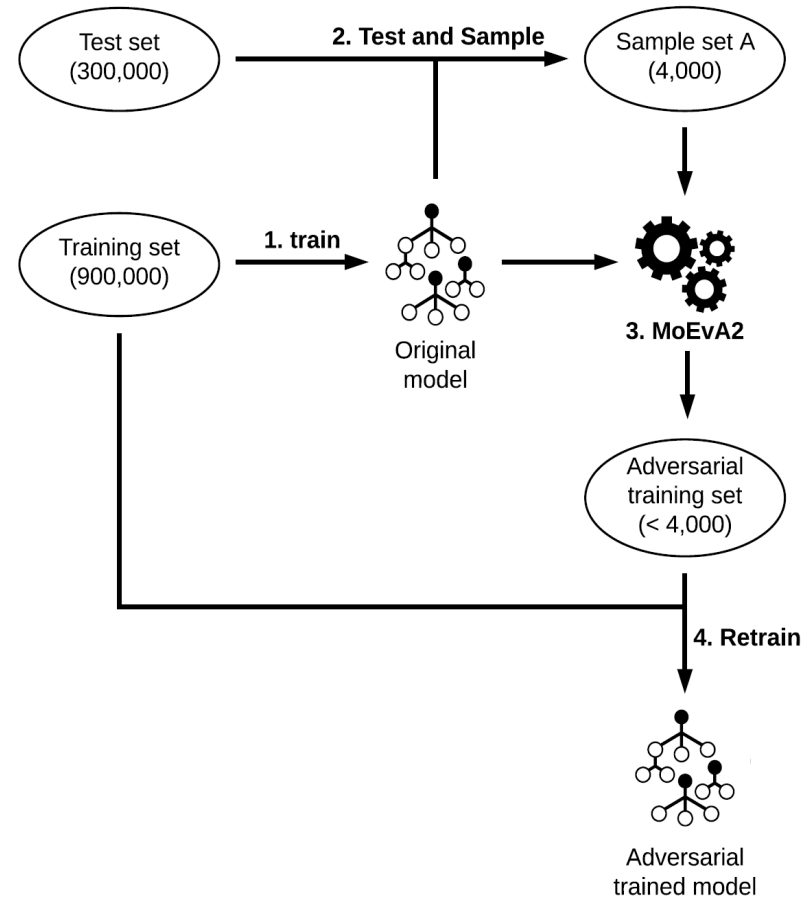 Test set
(300,000)
2. Test and Sample
Sample set A
(4,000)
Training set
(900,000)
1. train
Original
model
3. MoEvA2
Adversarial
training set
(< 4,000)
4. Retrain
Adversarial
trained model